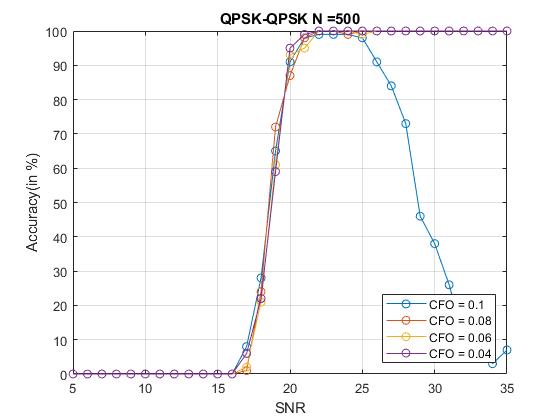 QPSK-QPSK N =500
100
90
80
70
60
50
40
30
20
10
0
5 10 15 20 25 30 35
Accuracy(in %)
SNR
CFO = 0.1
CFO = 0.08
CFO = 0.06
CFO = 0.04